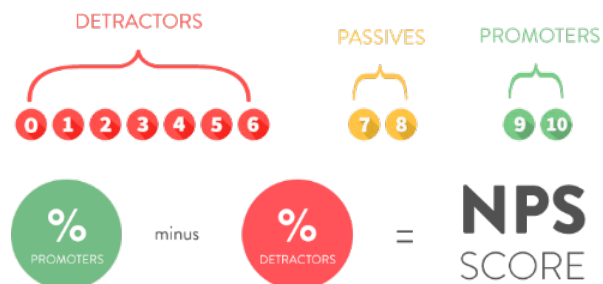 DETRACTORS
PASSIVES
PROMOTERS
0 1 2 3 4 5 6 7 8 9 10
% PROMOTERS minus % DETRACTORS = NPS SCORE